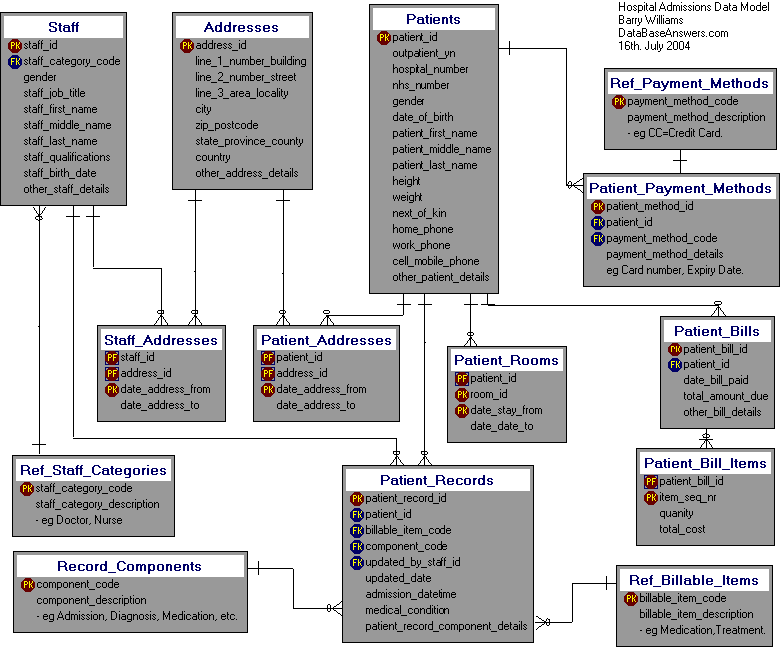 Hospital Admissions Data Model
Barry Williams
DataBaseAnswers.com
16th. July 2004
Staff
PK staff_id
FK staff_category_code
gender
staff_job_title
staff_first_name
staff_middle_name
staff_last_name
staff_qualifications
staff_birth_date
other_staff_details
Addresses
PK address_id
line_1_number_building
line_2_number_street
line_3_area_locality
city
zip_postcode
state_province_county
country
other_address_details
Patients
PK patient_id
outpatient_yn
hospital_number
nhs_number
gender
date_of_birth
patient_first_name
patient_middle_name
patient_last_name
height
weight
next_of_kin
home_phone
work_phone
cell_mobile_phone
other_patient_details
Ref_Payment_Methods
PK payment_method_code
payment_method_description
- eg CC=Credit Card.
Patient_Payment_Methods
PK patient_method_id
FK patient_id
FK payment_method_code
payment_method_details
eg Card number, Expiry Date.
Staff_Addresses
PF staff_id
PF address_id
PK date_address_from
date_address_to
Patient_Addresses
PF patient_id
PF address_id
PK date_address_from
date_address_to
Patient_Rooms
PF patient_id
PK room_id
PK date_stay_from
date_date_to
Patient_Bills
PK patient_bill_id
FK patient_id
date_bill_paid
total_amount_due
other_bill_details
Patient_Bill_Items
PF patient_bill_id
PK item_seq_nr
quanity
total_cost
Ref_Staff_Categories
PK staff_category_code
staff_category_description
- eg Doctor, Nurse
Patient_Records
PK patient_record_id
FK patient_id
FK billable_item_code
FK component_code
FK updated_by_staff_id
updated_date
admission_datetime
medical_condition
patient_record_component_details
Record_Components
PK component_code
component_description
- eg Admission, Diagnosis, Medication, etc.
Ref_Billable_Items
PK billable_item_code
billable_item_description
- eg Medication,Treatment.